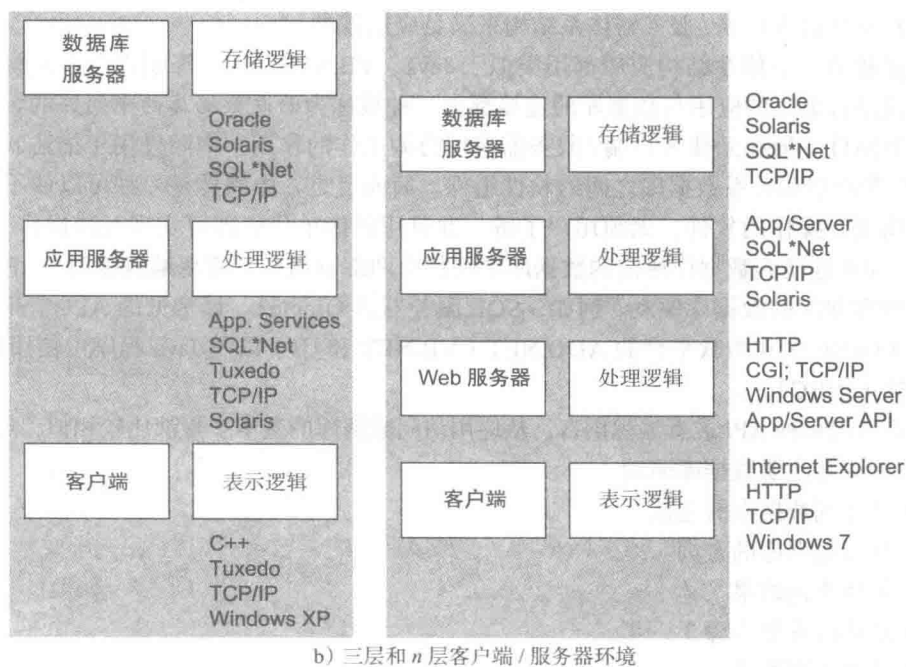 数据库
服务器
存储逻辑
Oracle
Solaris
SQL*Net
TCP/IP
应用服务器
处理逻辑
App. Services
SQL*Net
Tuxedo
TCP/IP
Solaris
客户端
表示逻辑
C++
Tuxedo
TCP/IP
Windows XP
数据库
服务器
存储逻辑
Oracle
Solaris
SQL*Net
TCP/IP
应用服务器
处理逻辑
App/Server
SQL*Net
TCP/IP
Solaris
Web 服务器
处理逻辑
HTTP
CGI; TCP/IP
Windows Server
App/Server API
客户端
表示逻辑
Internet Explorer
HTTP
TCP/IP
Windows 7
b）三层和 n 层客户端 / 服务器环境